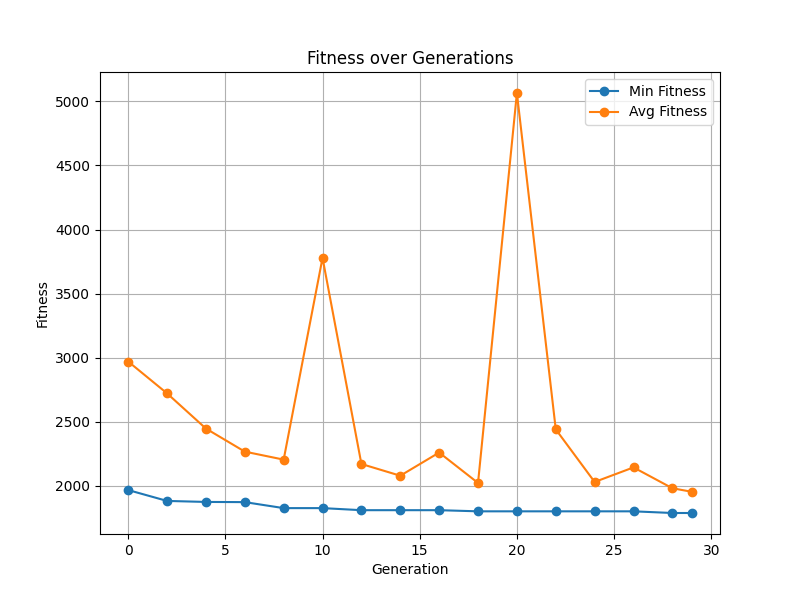 Fitness over Generations
Min Fitness
Avg Fitness
5000
4500
4000
3500
3000
2500
2000
Fitness
0 5 10 15 20 25 30
Generation